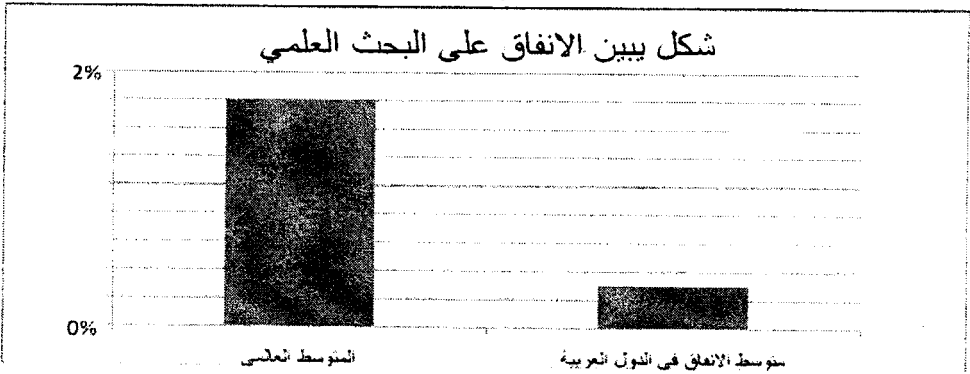 شكل يبين الانفاق على البحث العلمي
2%
0%
المتوسط العالمي
متوسط الانفاق في الدول العربية